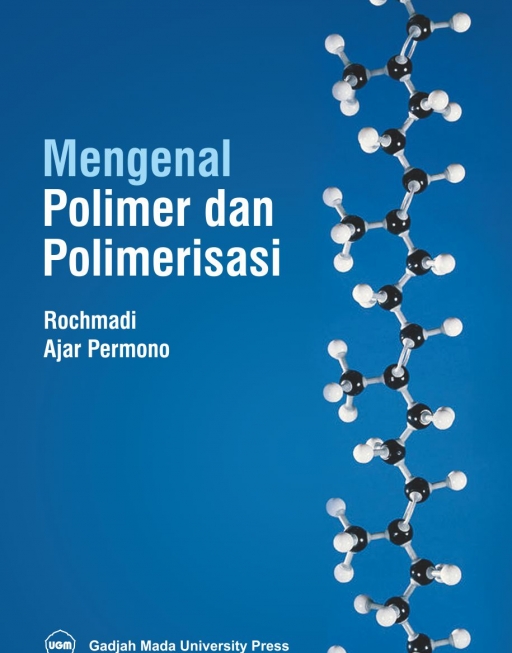 Mengenal
Polimer dan
Polimerisasi
Rochmadi
Ajar Permono
UGM
Gadjah Mada University Press